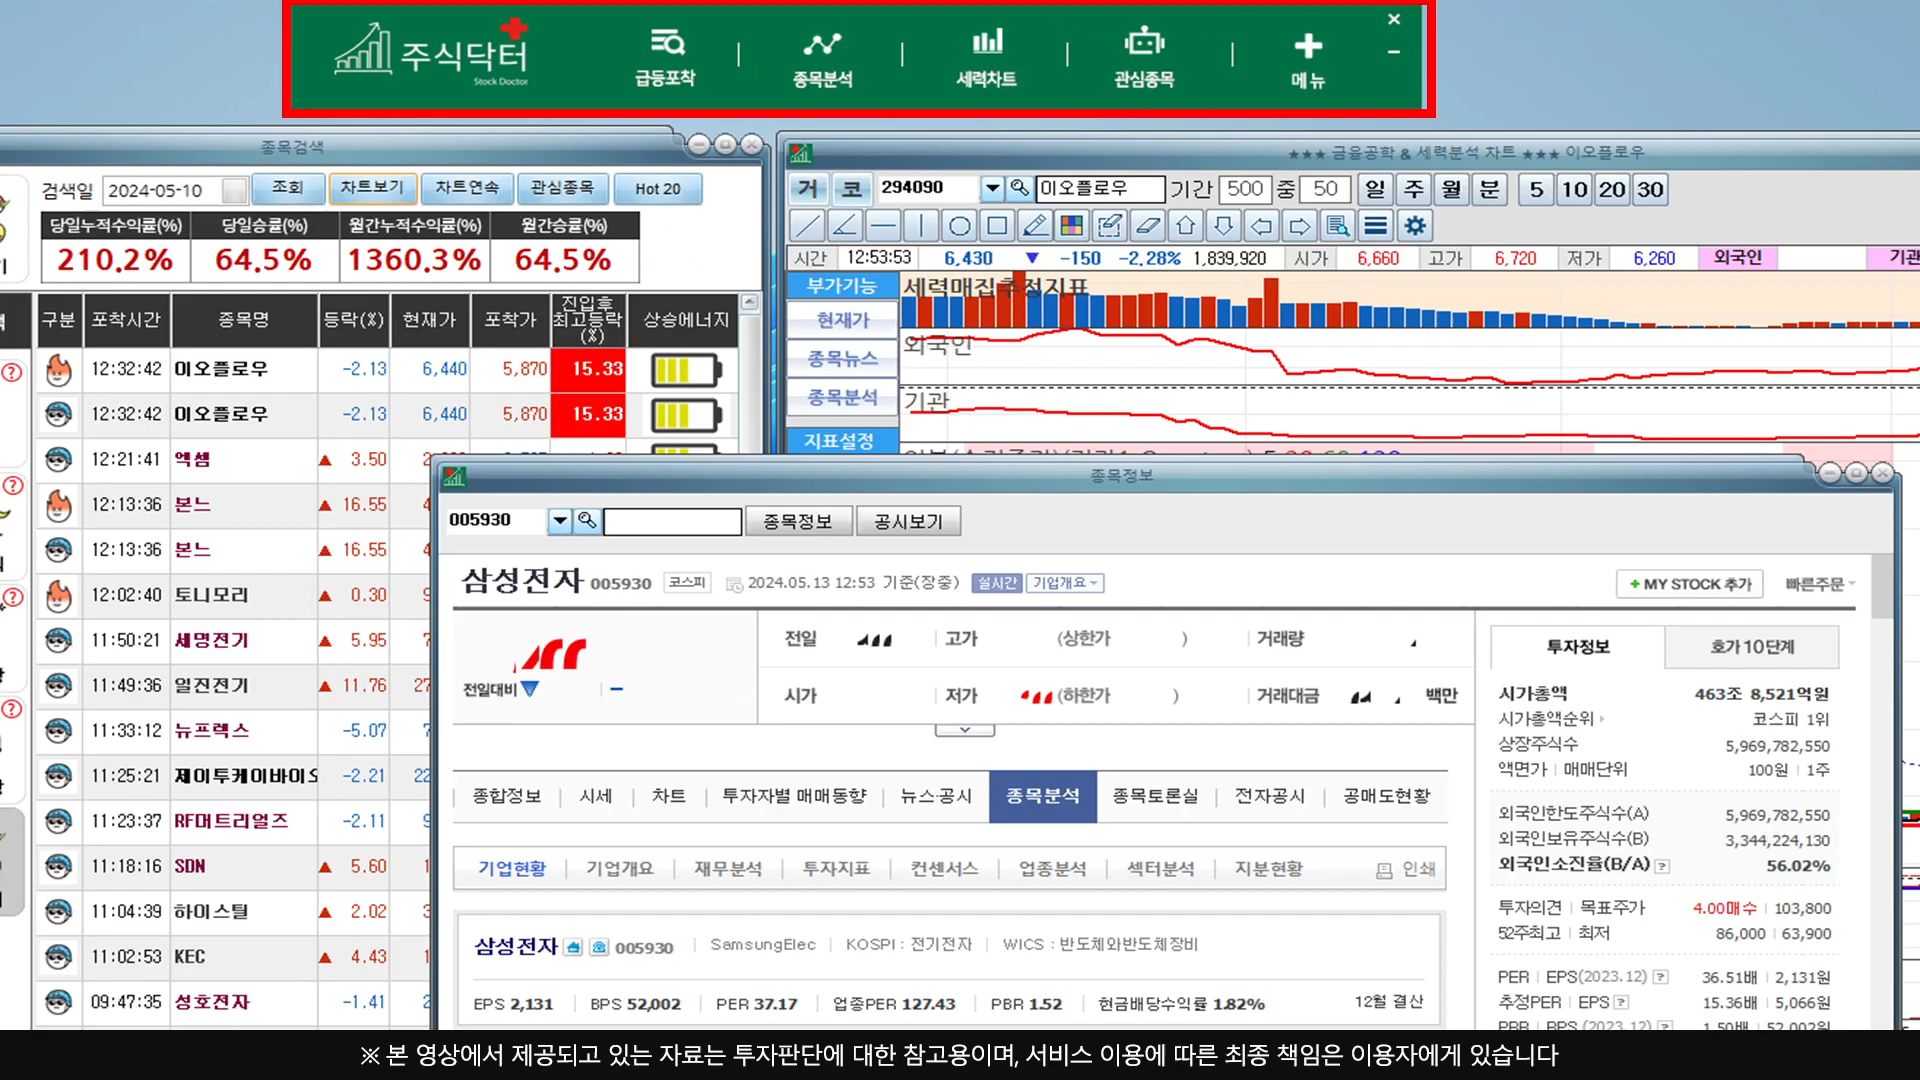 주식닥터
Stock Doctor
급등포착
종목분석
세력차트
관심종목
메뉴
종목검색
검색일 2024-05-10 조회 차트보기 차트연속 관심종목 Hot 20
당일누적수익률(%) 당일승률(%) 월간누적수익률(%) 월간승률(%)
210.2% 64.5% 1360.3% 64.5%
구분 포착시간 종목명 등락(%) 현재가 포착가 진입후 최고등락 (%) 상승에너지
12:32:42 이오플로우 -2.13 6,440 5,870 15.33
12:32:42 이오플로우 -2.13 6,440 5,870 15.33
12:21:41 엑셈 ▲ 3.50
12:13:36 본느 ▲ 16.55
12:13:36 본느 ▲ 16.55
12:02:40 토니모리 ▲ 0.30
11:50:21 세명전기 ▲ 5.95
11:49:36 일진전기 ▲ 11.76
11:33:12 뉴프렉스 -5.07
11:25:21 제이투케이바이오 -2.21
11:23:37 RF머트리얼즈 -2.11
11:18:16 SDN ▲ 5.60
11:04:39 하이스틸 ▲ 2.02
11:02:53 KEC ▲ 4.43
09:47:35 성호전자 -1.41
★★★ 금융공학 & 세력분석 차트 ★★★ 이오플로우
거 코 294090 이오플로우 기간 500 중 50 일 주 월 분 5 10 20 30
시간 12:53:53 6,430 ▼ -150 -2.28% 1,839,920 시가 6,660 고가 6,720 저가 6,260 외국인 기관
부가기능
현재가
종목뉴스
종목분석
지표설정
세력매집추정지표
외국인
기관
종목정보
005930 종목정보 공시보기
삼성전자 005930 코스피 2024.05.13 12:53 기준(장중) 실시간 기업개요
+ MY STOCK 추가 빠른주문
전일대비 ▼
전일 고가 (상한가 ) 거래량
시가 저가 (하한가 ) 거래대금 백만
종합정보 시세 차트 투자자별 매매동향 뉴스·공시 종목분석 종목토론실 전자공시 공매도현황
기업현황 기업개요 재무분석 투자지표 컨센서스 업종분석 섹터분석 지분현황 인쇄
삼성전자 005930 SamsungElec KOSPI : 전기전자 WICS : 반도체와반도체장비
EPS 2,131 BPS 52,002 PER 37.17 업종PER 127.43 PBR 1.52 현금배당수익률 1.82% 12월 결산
투자정보 호가 10단계
시가총액 463조 8,521억원
시가총액순위 코스피 1위
상장주식수 5,969,782,550
액면가 매매단위 100원 1주
외국인한도주식수(A) 5,969,782,550
외국인보유주식수(B) 3,344,224,130
외국인소진율(B/A) 56.02%
투자의견 목표주가 4.00매수 103,800
52주최고 최저 86,000 63,900
PER EPS(2023.12) 36.51배 2,131원
추정PER EPS 15.36배 5,066원
PBR BPS (2023.12) 1.50배 52,002원
※ 본 영상에서 제공되고 있는 자료는 투자판단에 대한 참고용이며, 서비스 이용에 따른 최종 책임은 이용자에게 있습니다